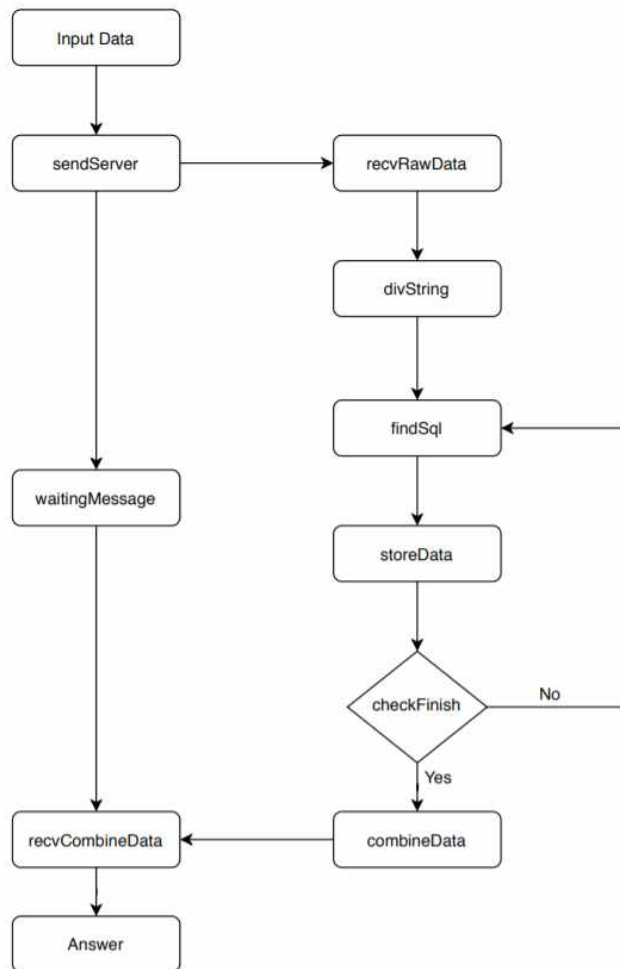 Input Data
sendServer
recvRawData
divString
findSql
waitingMessage
storeData
checkFinish
No
Yes
recvCombineData
combineData
Answer